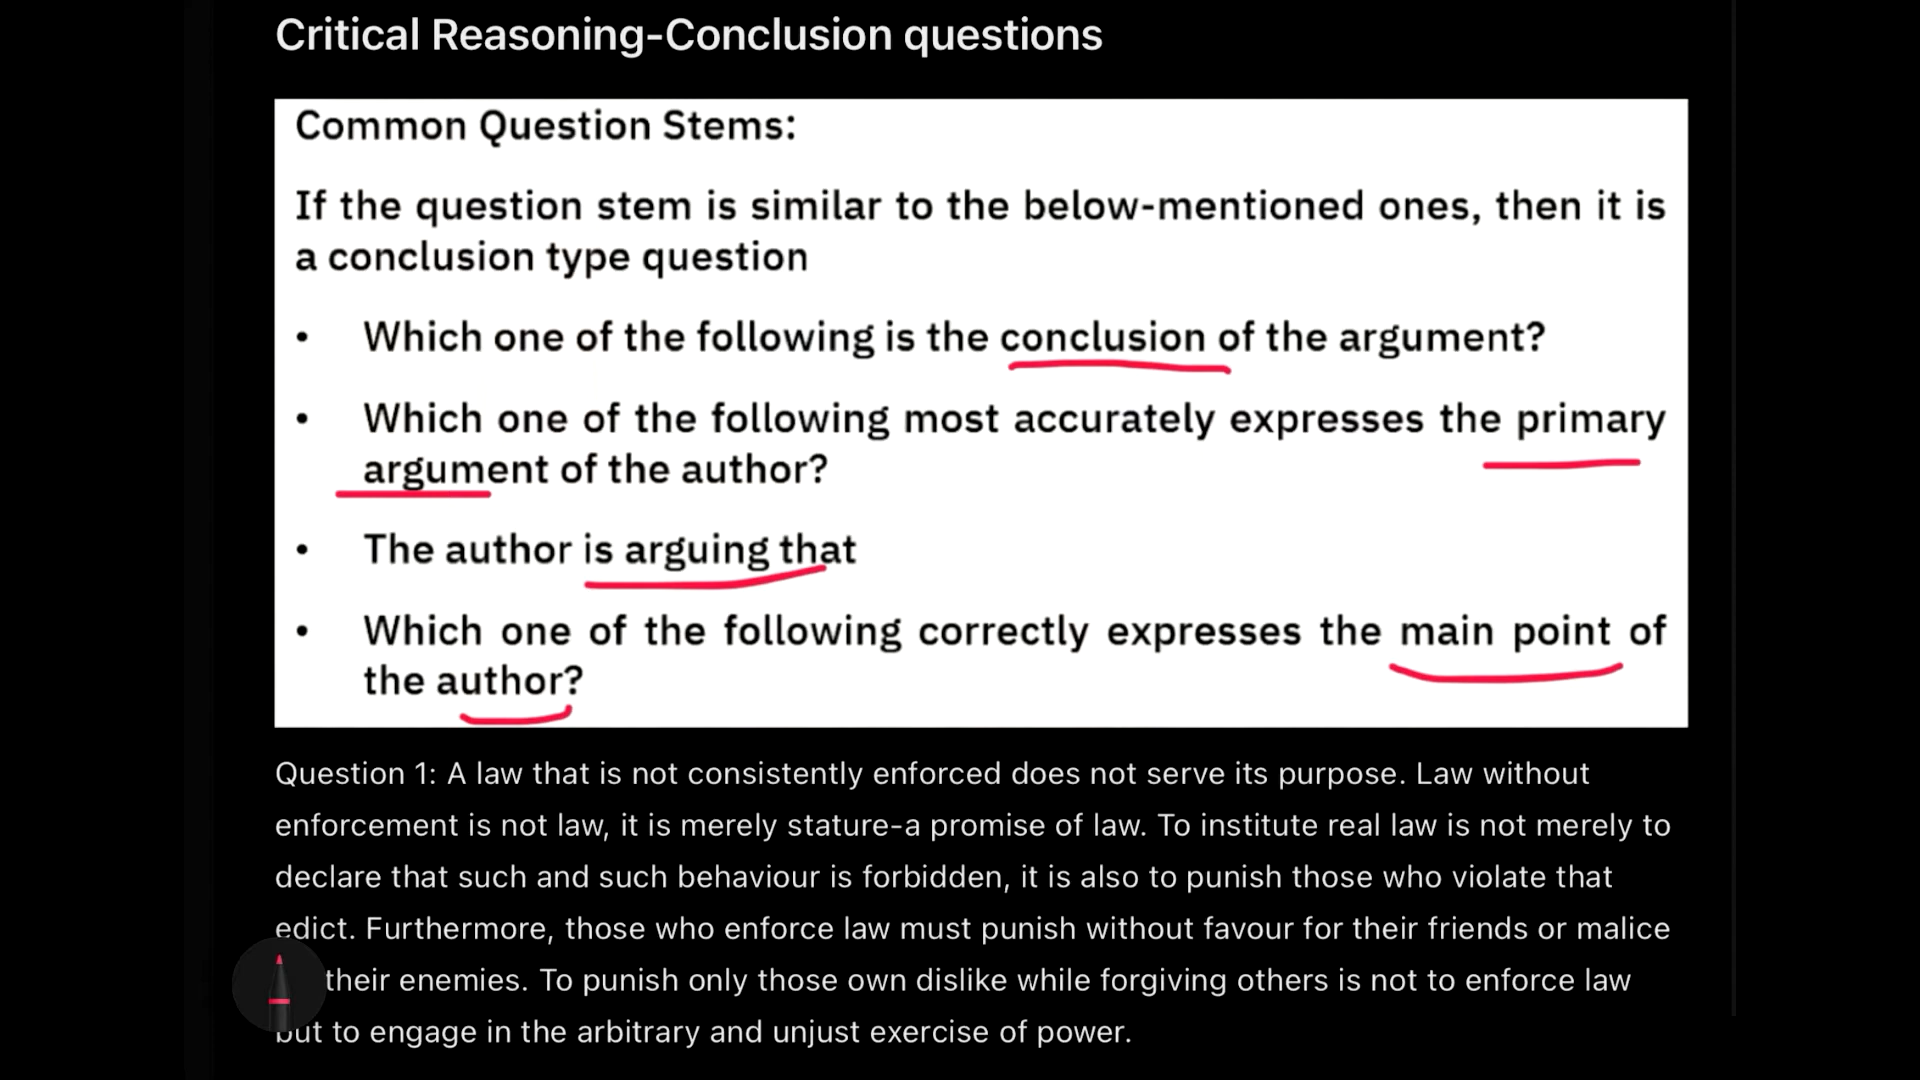 Critical Reasoning-Conclusion questions
Common Question Stems:
If the question stem is similar to the below-mentioned ones, then it is
a conclusion type question
• Which one of the following is the conclusion of the argument?
• Which one of the following most accurately expresses the primary
argument of the author?
• The author is arguing that
• Which one of the following correctly expresses the main point of
the author?
Question 1: A law that is not consistently enforced does not serve its purpose. Law without
enforcement is not law, it is merely stature-a promise of law. To institute real law is not merely to
declare that such and such behaviour is forbidden, it is also to punish those who violate that
edict. Furthermore, those who enforce law must punish without favour for their friends or malice
their enemies. To punish only those own dislike while forgiving others is not to enforce law
but to engage in the arbitrary and unjust exercise of power.